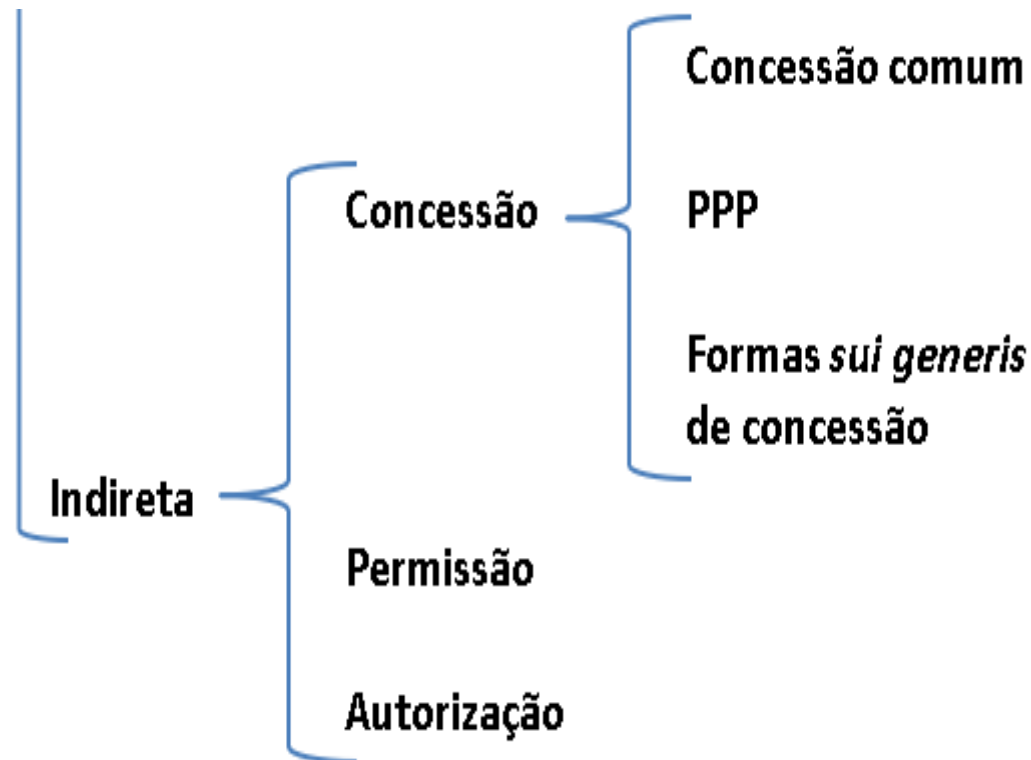 Concessão comum
Concessão
PPP
Formas sui generis
de concessão
Indireta
Permissão
Autorização